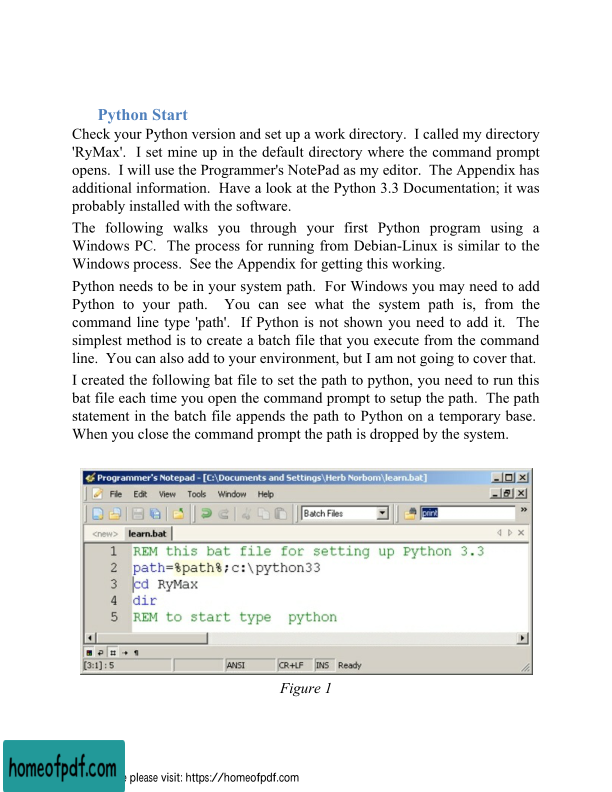 Python Start
Check your Python version and set up a work directory.  I called my directory
'RyMax'.  I set mine up in the default directory where the command prompt
opens.  I will use the Programmer's NotePad as my editor.  The Appendix has
additional information.  Have a look at the Python 3.3 Documentation; it was
probably installed with the software.
The following walks you through your first Python program using a
Windows PC.  The process for running from Debian-Linux is similar to the
Windows process.  See the Appendix for getting this working.
Python needs to be in your system path.  For Windows you may need to add
Python to your path.  You can see what the system path is, from the
command line type 'path'.  If Python is not shown you need to add it.  The
simplest method is to create a batch file that you execute from the command
line.  You can also add to your environment, but I am not going to cover that.
I created the following bat file to set the path to python, you need to run this
bat file each time you open the command prompt to setup the path.  The path
statement in the batch file appends the path to Python on a temporary base.
When you close the command prompt the path is dropped by the system.
Programmer's Notepad - [C:\Documents and Settings\Herb Norbom\learn.bat]
File Edit View Tools Window Help
Batch Files print
<new> learn.bat
1 REM this bat file for setting up Python 3.3
2 path=%path%;c:\python33
3 cd RyMax
4 dir
5 REM to start type  python
[3:1] : 5 ANSI CR+LF INS Ready
Figure 1
homeofpdf.com
please visit: https://homeofpdf.com